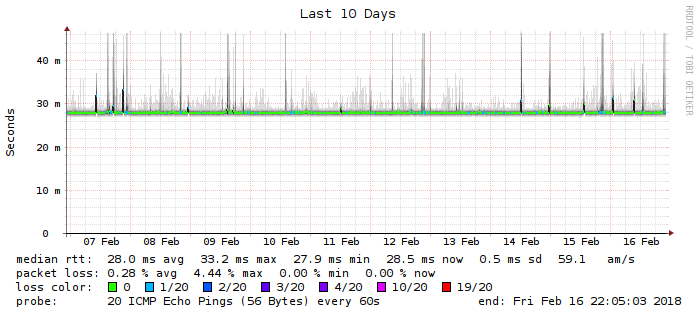 Last 10 Days
RRDTOOL / TOBI OETIKER
Seconds
40 m
30 m
20 m
10 m
0
07 Feb 08 Feb 09 Feb 10 Feb 11 Feb 12 Feb 13 Feb 14 Feb 15 Feb 16 Feb
median rtt: 28.0 ms avg 33.2 ms max 27.9 ms min 28.5 ms now 0.5 ms sd 59.1 am/s
packet loss: 0.28 % avg 4.44 % max 0.00 % min 0.00 % now
loss color: 0 1/20 2/20 3/20 4/20 10/20 19/20
probe: 20 ICMP Echo Pings (56 Bytes) every 60s end: Fri Feb 16 22:05:03 2018